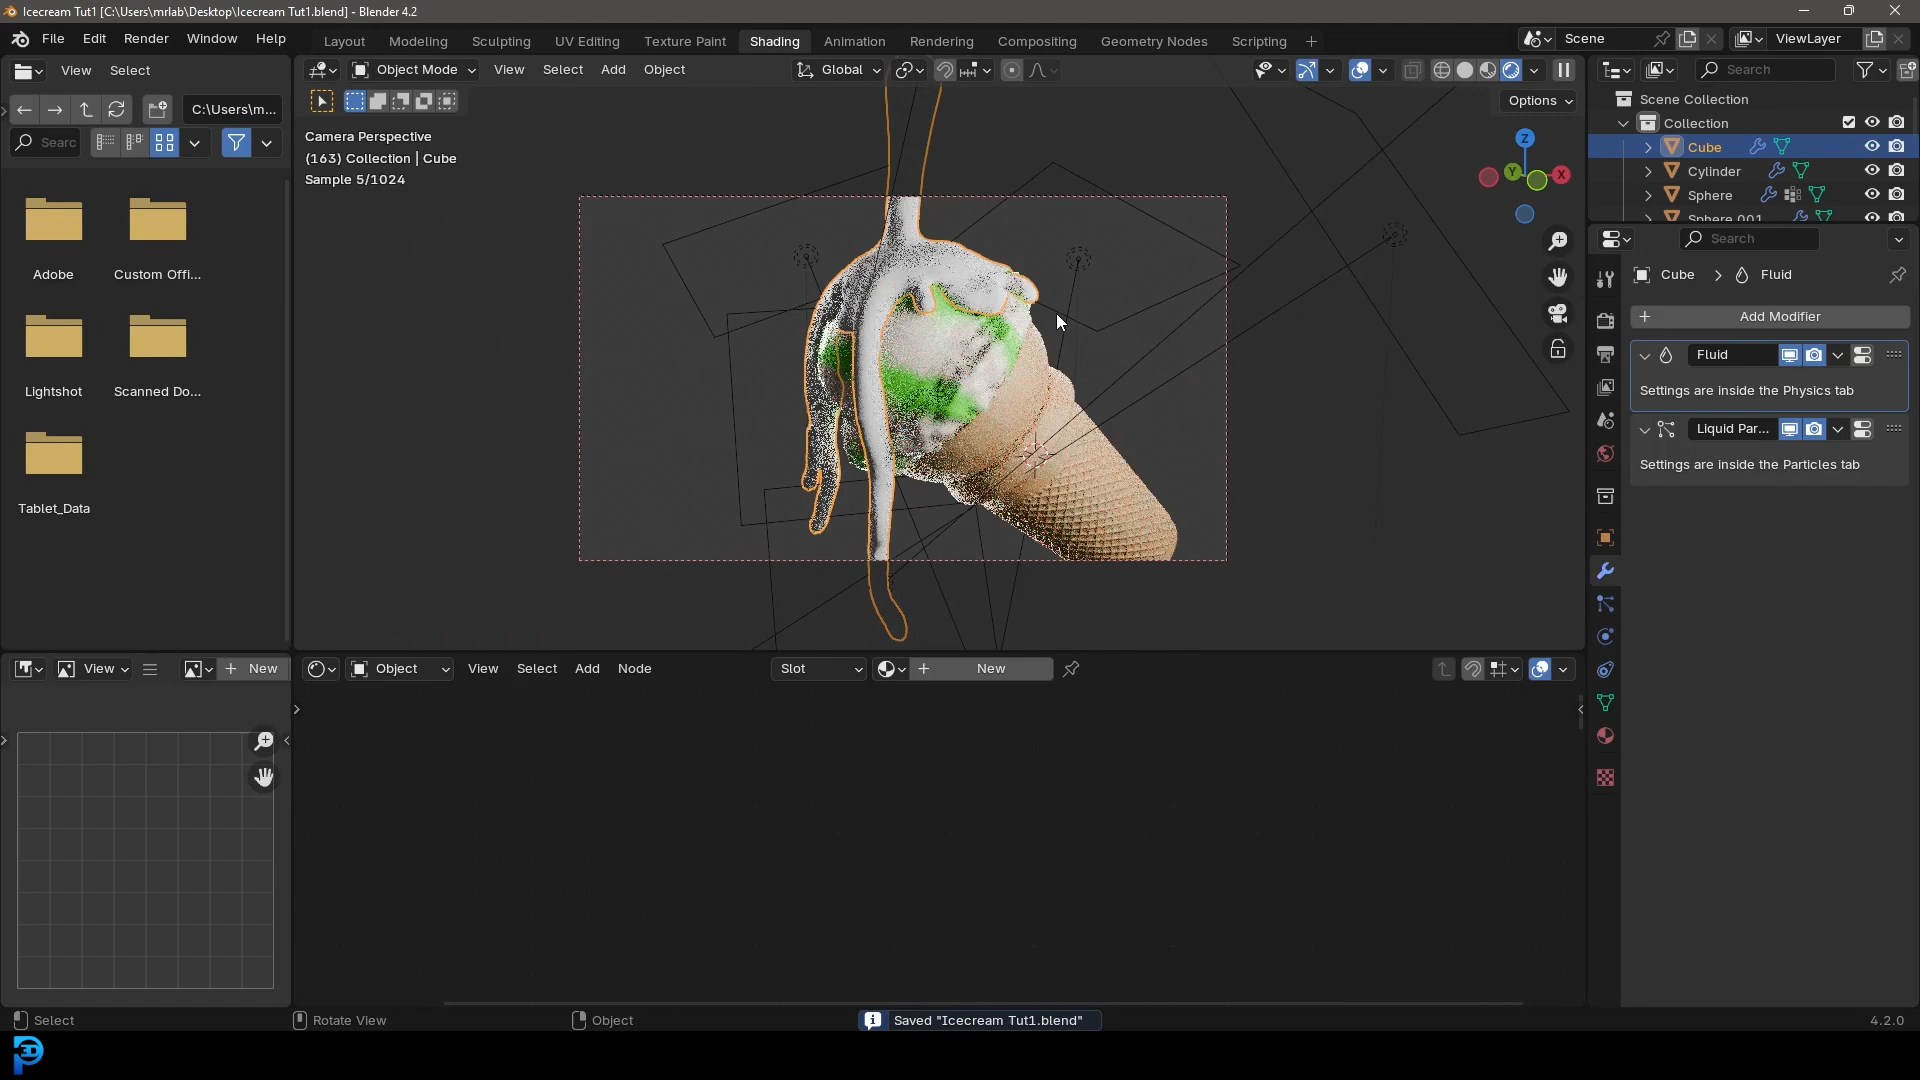 Icecream Tut1 [C:\Users\mrlab\Desktop\Icecream Tut1.blend] - Blender 4.2
File Edit Render Window Help
Layout Modeling Sculpting UV Editing Texture Paint Shading Animation Rendering Compositing Geometry Nodes Scripting +
Scene
ViewLayer
View Select
Object Mode View Select Add Object
Global
Search
C:\Users\m...
Options
Scene Collection
Collection
Searc
Camera Perspective
(163) Collection | Cube
Sample 5/1024
Z
Y
X
Cube
Cylinder
Sphere
Sphere.001
Search
Adobe
Custom Offi...
Cube > Fluid
+ Add Modifier
Fluid
Settings are inside the Physics tab
Lightshot
Scanned Do...
Liquid Par...
Settings are inside the Particles tab
Tablet_Data
View
+ New
Object View Select Add Node
Slot
+ New
Select
Rotate View
Object
Saved "Icecream Tut1.blend"
4.2.0